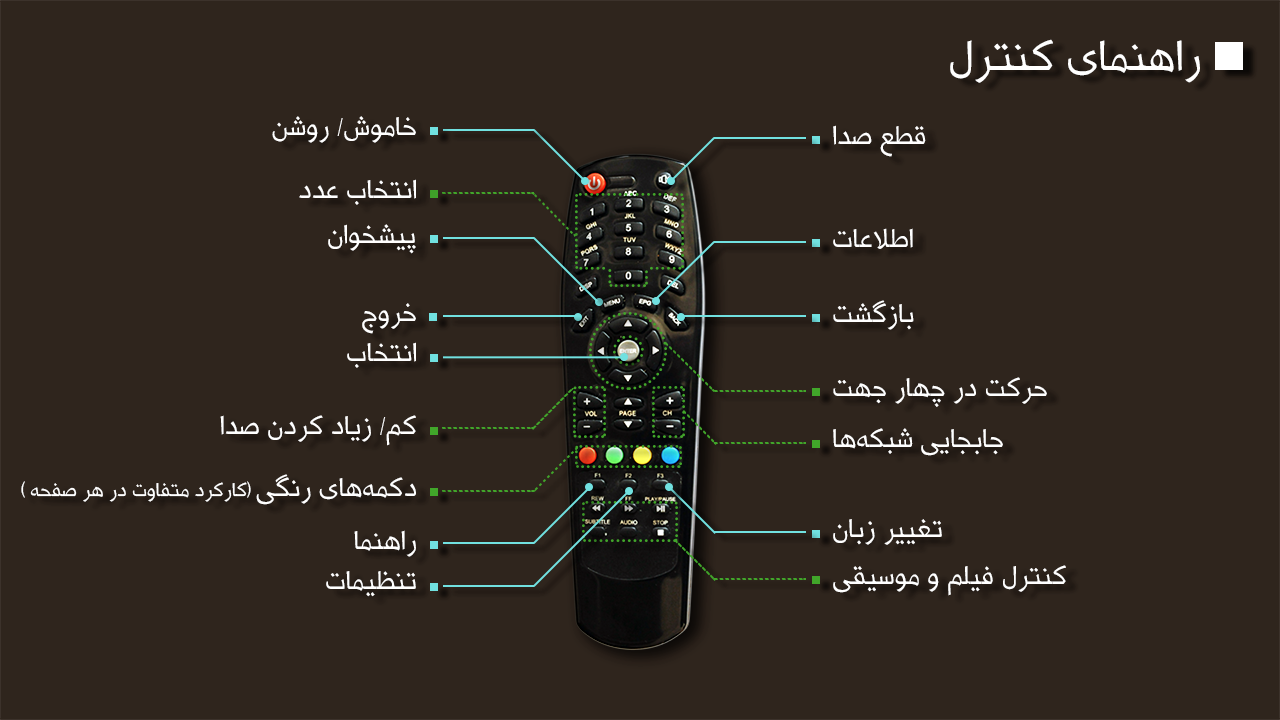 راهنمای کنترل
قطع صدا
اطلاعات
بازگشت
حرکت در چهار جهت
جابجایی شبکه‌ها
تغییر زبان
کنترل فیلم و موسیقی
خاموش/ روشن
انتخاب عدد
پیشخوان
خروج
انتخاب
کم/ زیاد کردن صدا
دکمه‌های رنگی (کارکرد متفاوت در هر صفحه )
راهنما
تنظیمات
ABC DEF
1 2 3
GHI JKL MNO
4 5 6
PQRS TUV WXYZ
7 8 9
0
DEL
MENU EPG
EXIT BACK
+ +
VOL PAGE CH
- -
F1 F2 F3
REW FF PLAY/PAUSE
SUBTITLE AUDIO STOP